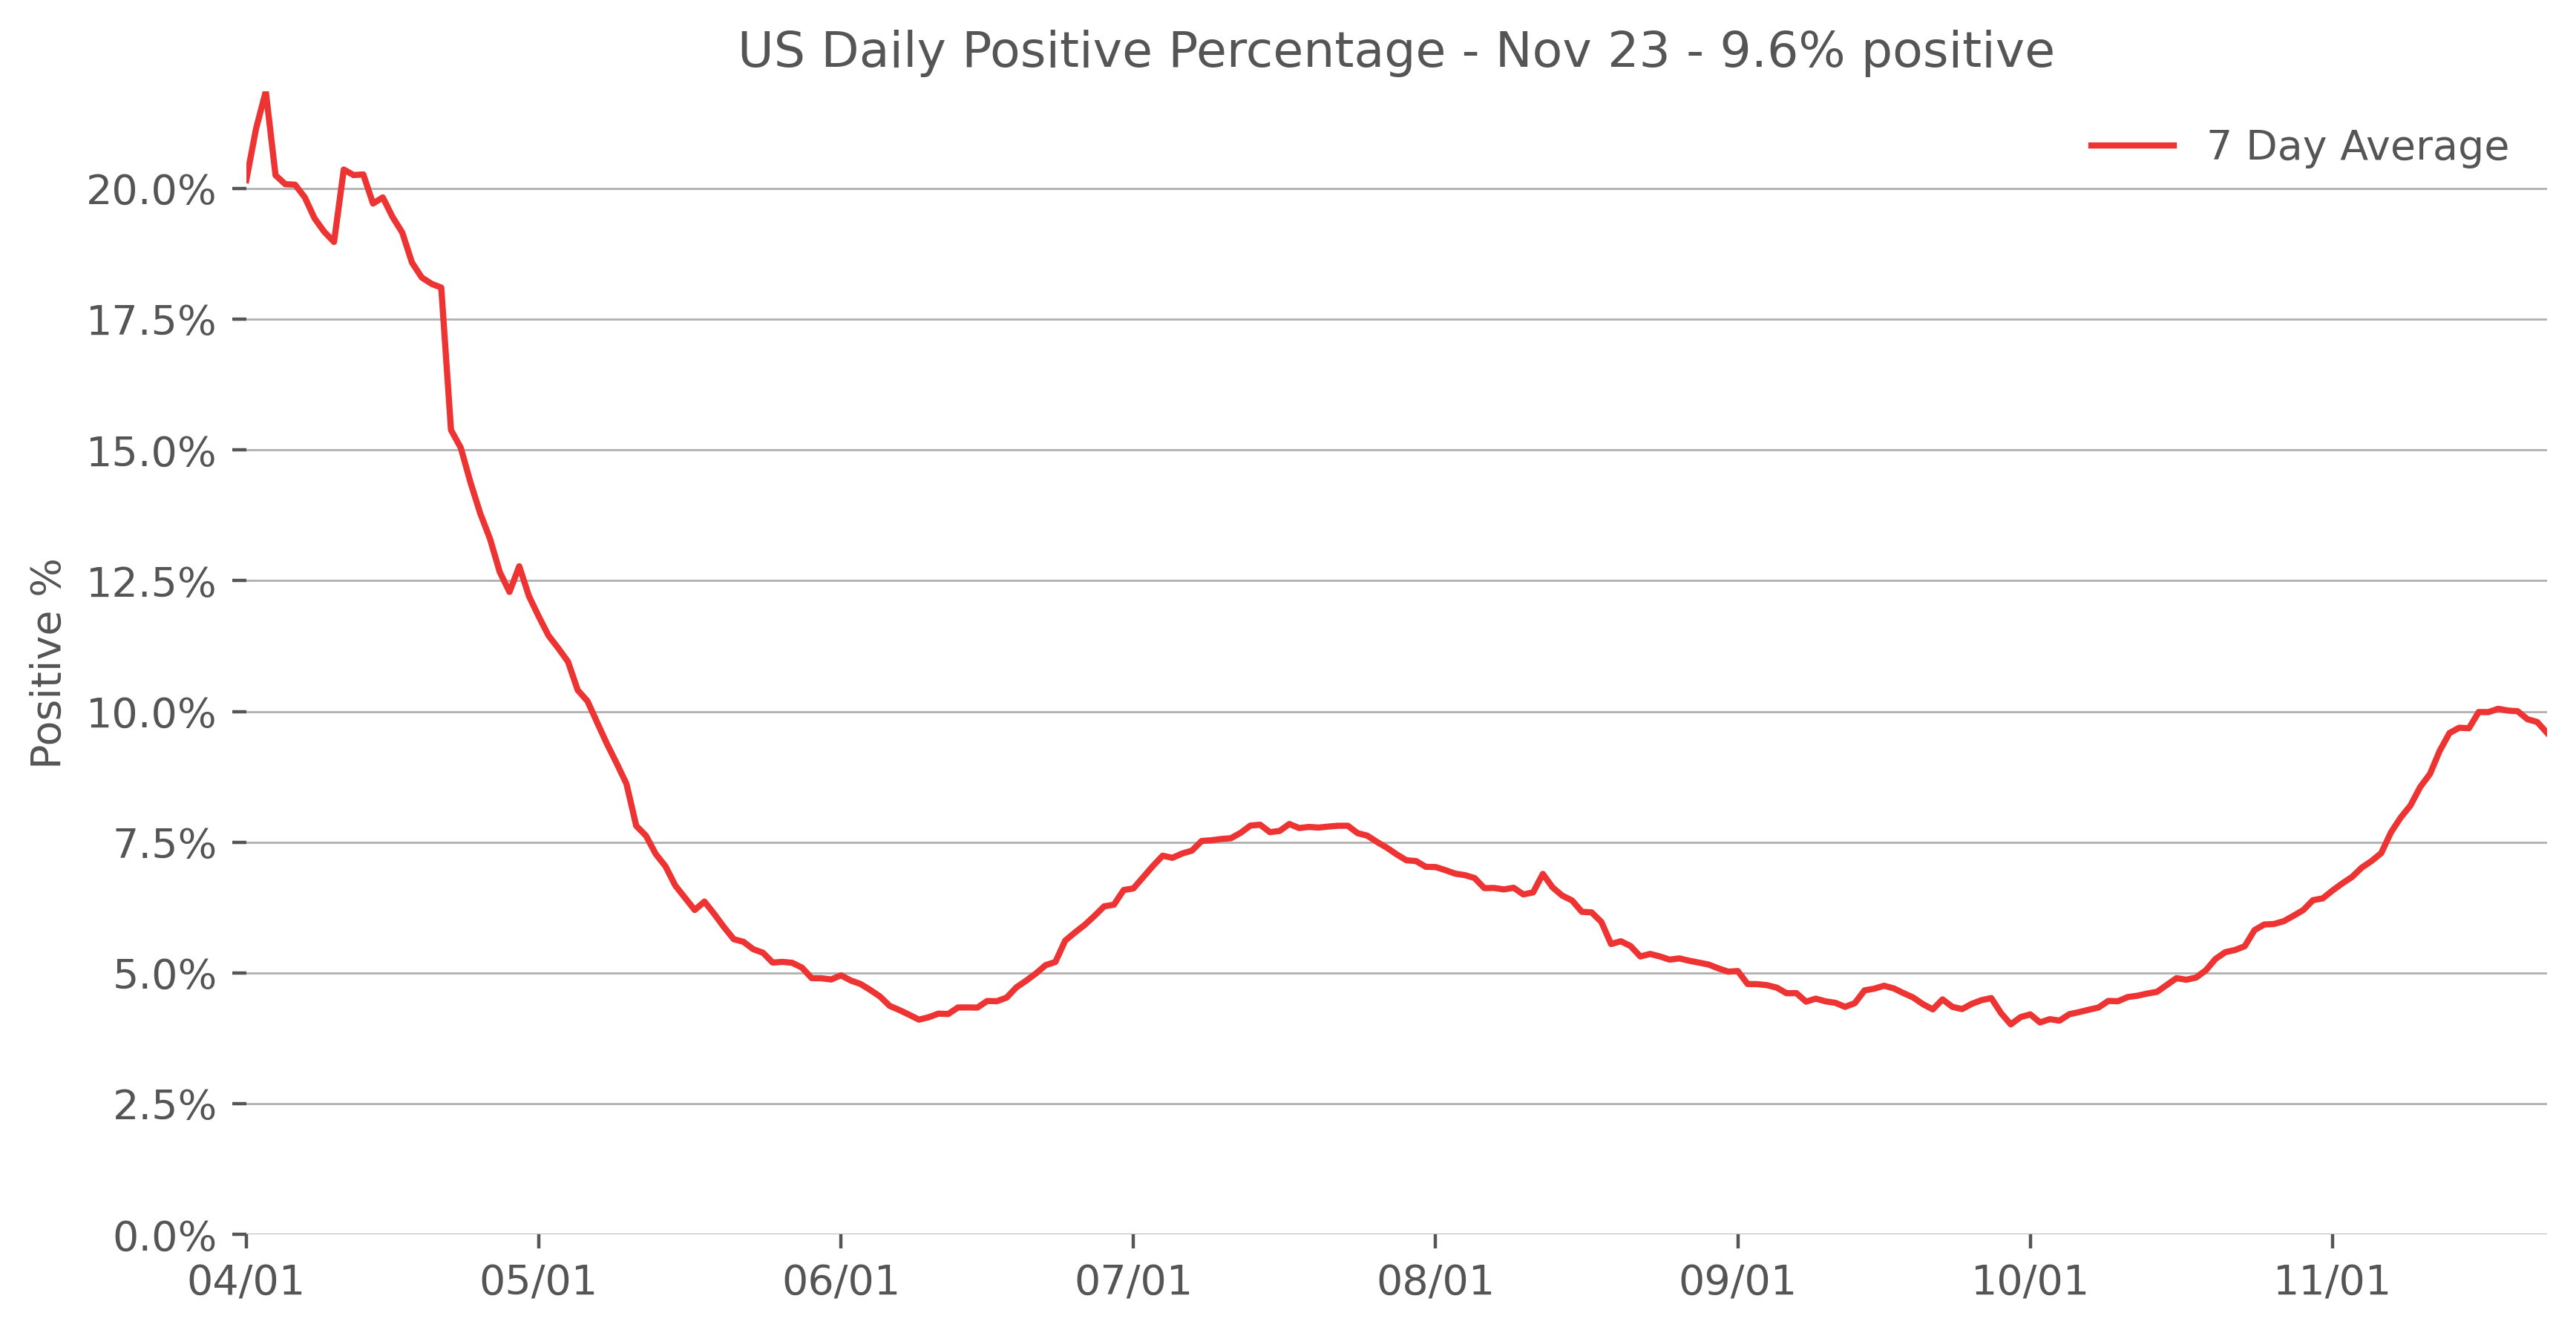 US Daily Positive Percentage - Nov 23 - 9.6% positive
7 Day Average
Positive %
20.0%
17.5%
15.0%
12.5%
10.0%
7.5%
5.0%
2.5%
0.0%
04/01 05/01 06/01 07/01 08/01 09/01 10/01 11/01